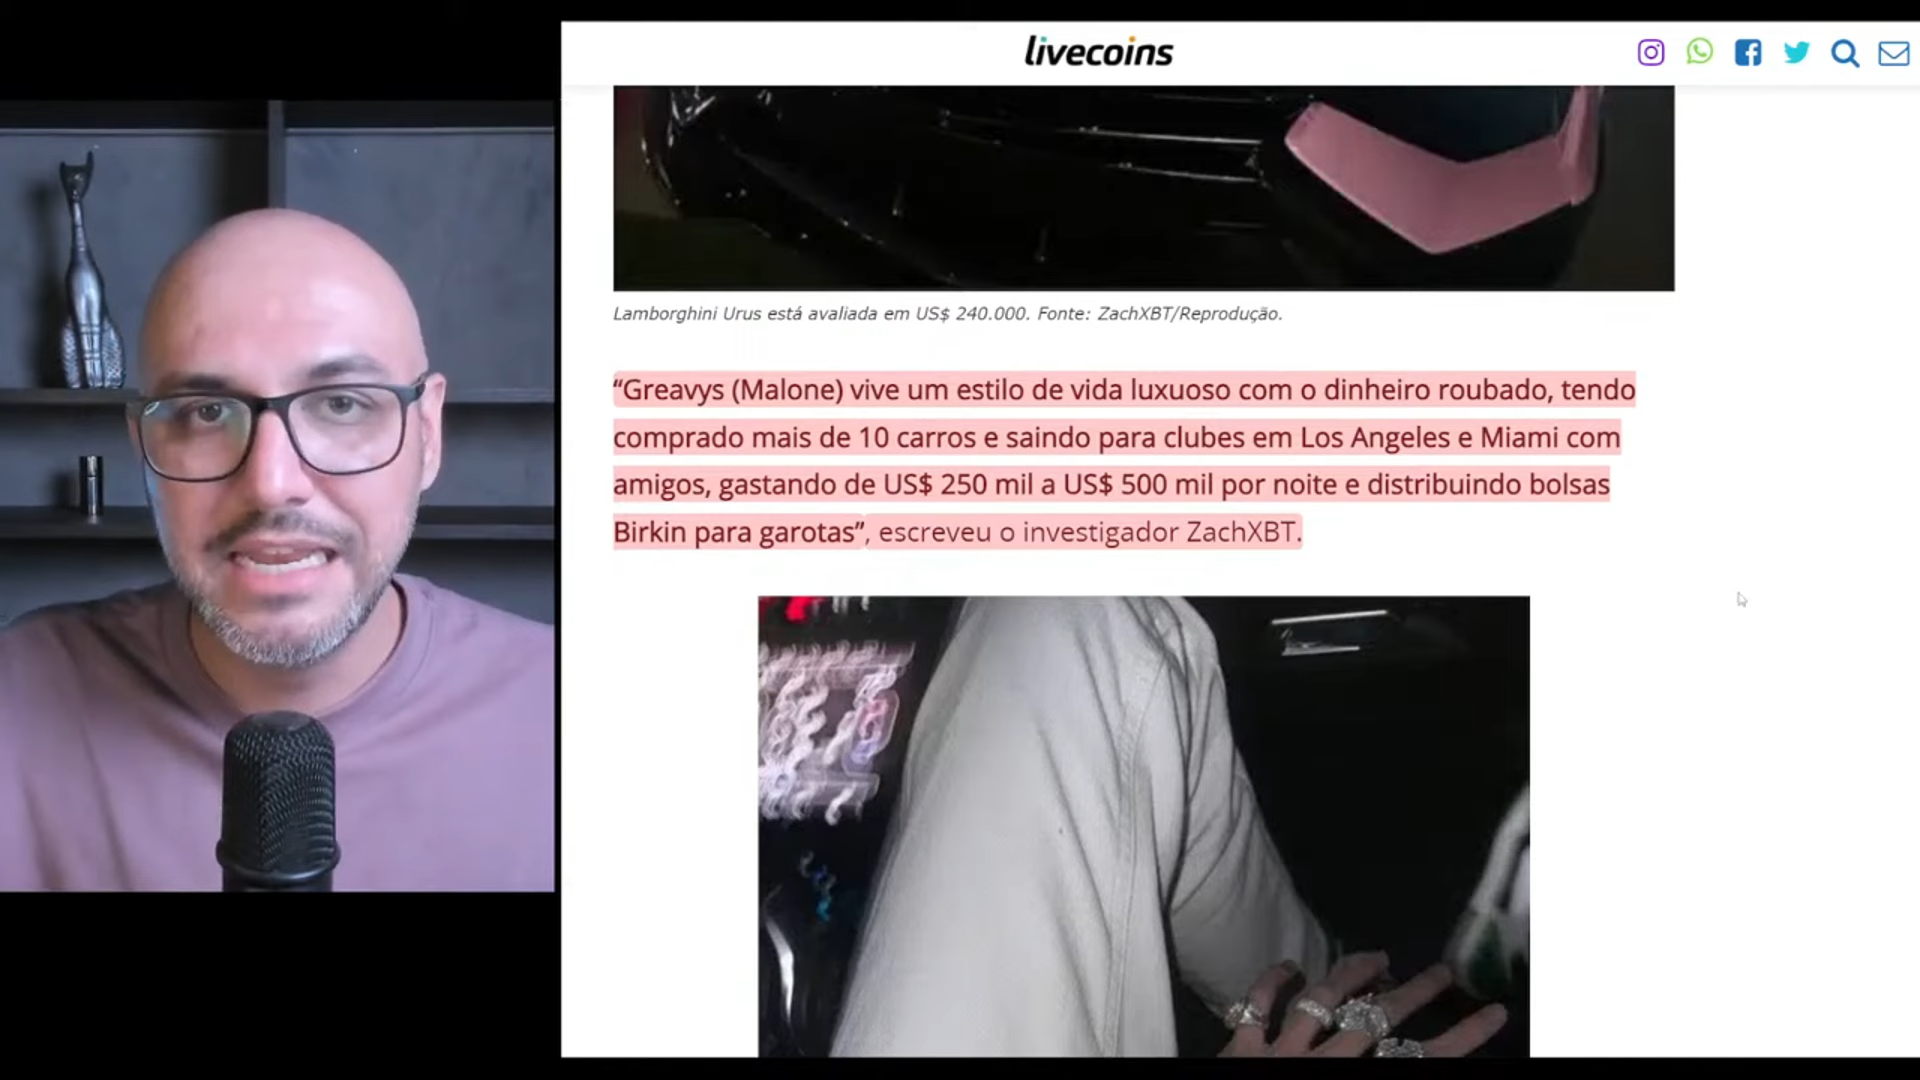 livecoins
Lamborghini Urus está avaliada em US$ 240.000. Fonte: ZachXBT/Reprodução.
“Greavys (Malone) vive um estilo de vida luxuoso com o dinheiro roubado, tendo
comprado mais de 10 carros e saindo para clubes em Los Angeles e Miami com
amigos, gastando de US$ 250 mil a US$ 500 mil por noite e distribuindo bolsas
Birkin para garotas”, escreveu o investigador ZachXBT.